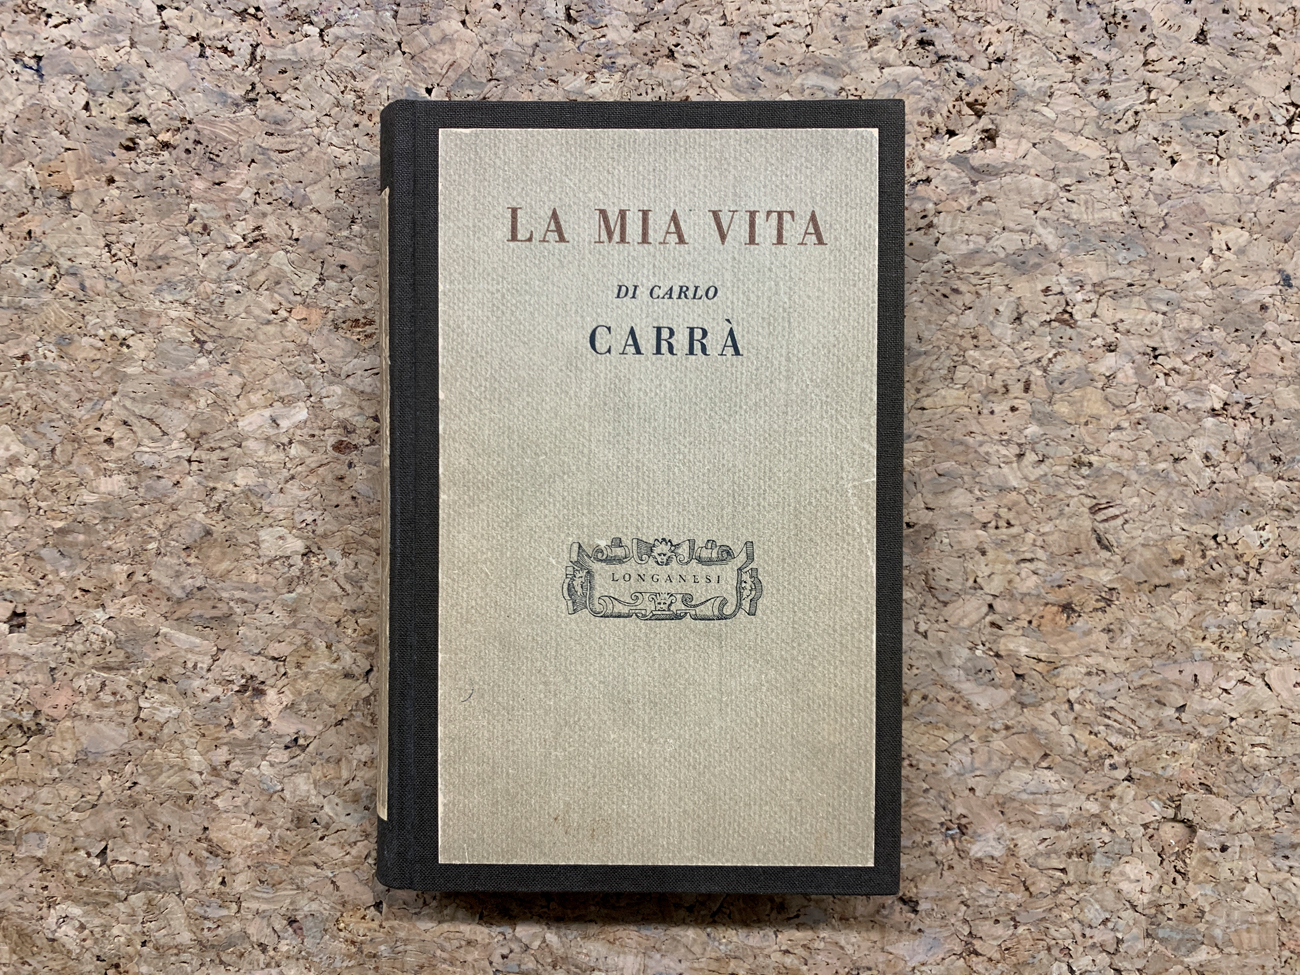 LA MIA VITA
DI CARLO
CARRÀ
LONGANESI